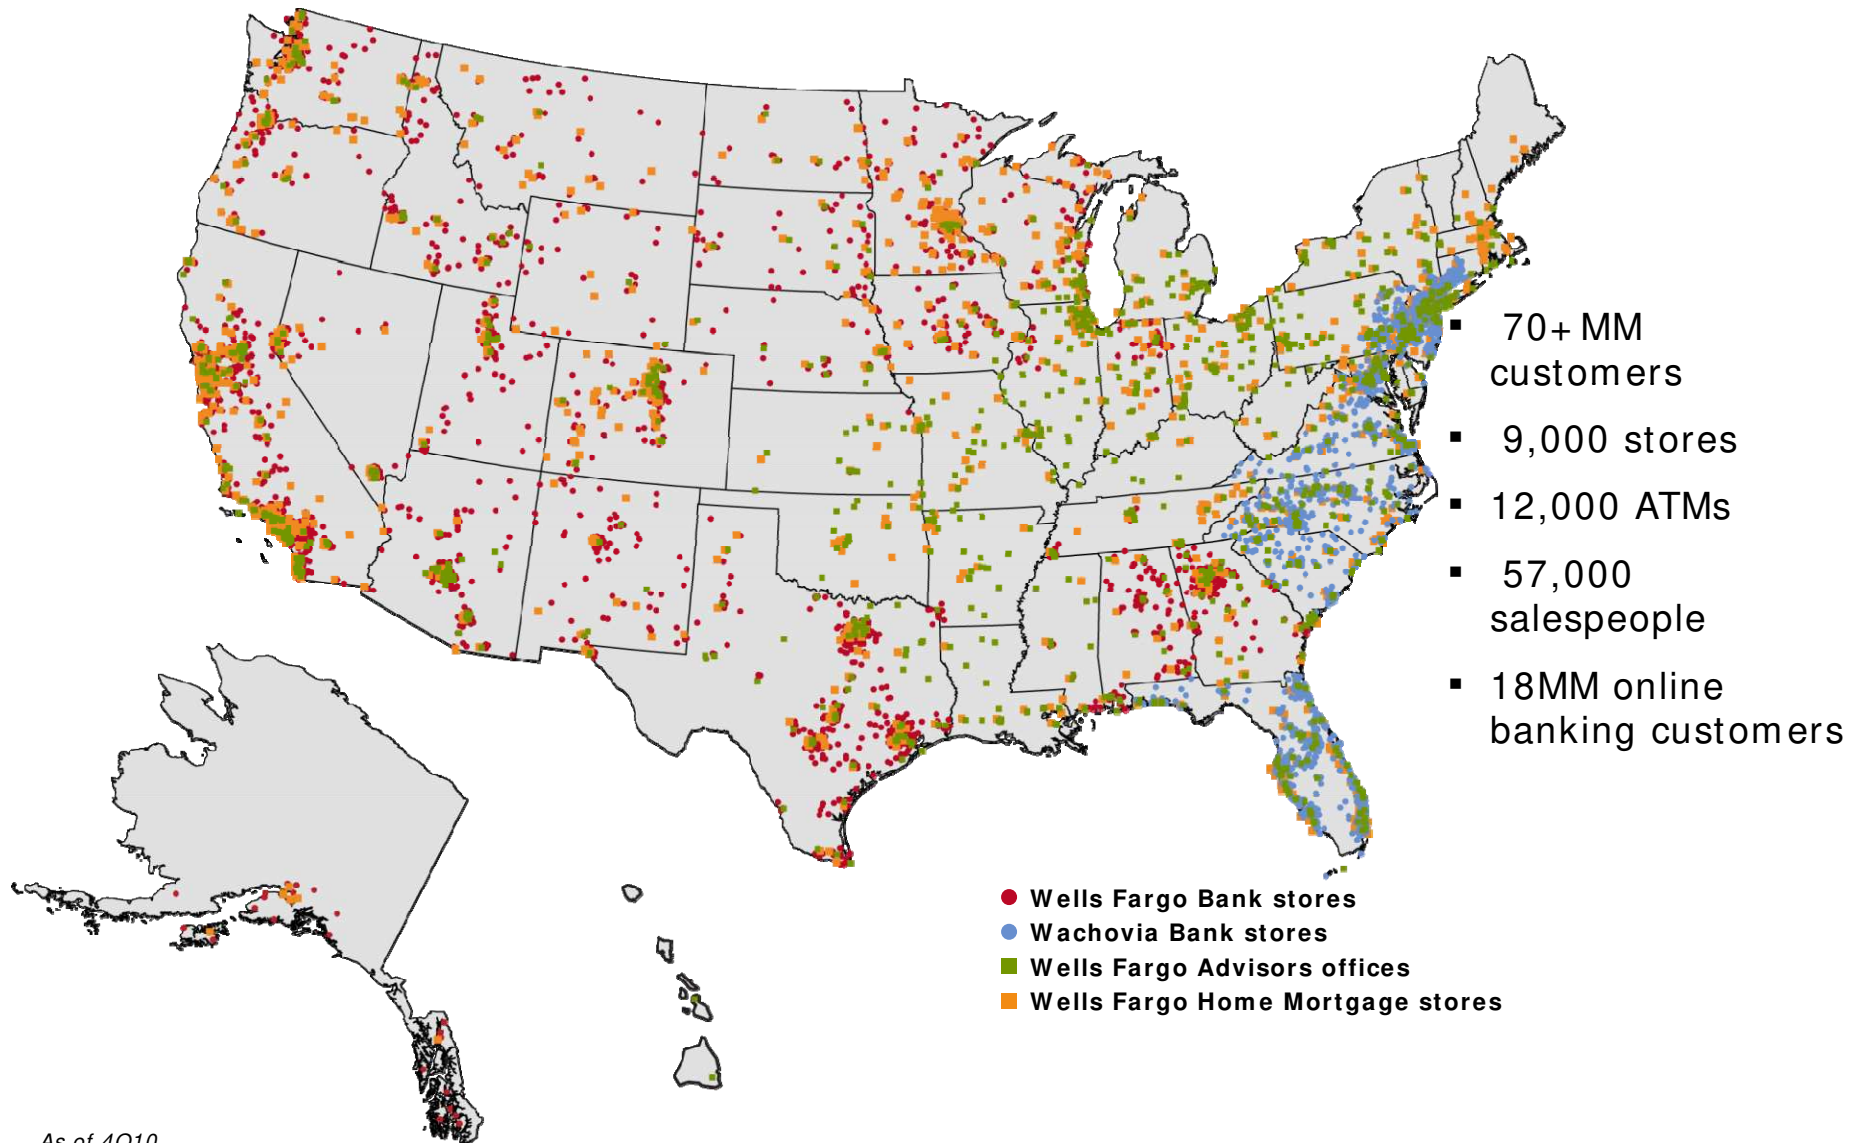 ▪ 70+ MM
customers
▪ 9,000 stores
▪ 12,000 ATMs
▪ 57,000
salespeople
▪ 18MM online
banking customers
Wells Fargo Bank stores
Wachovia Bank stores
Wells Fargo Advisors offices
Wells Fargo Home Mortgage stores
As of 4Q10